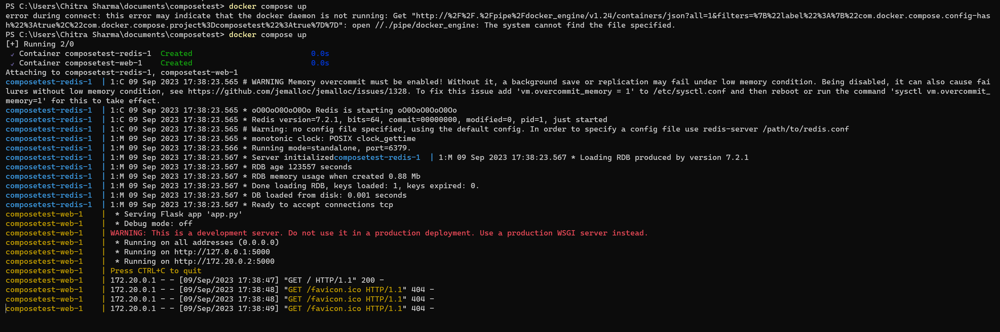 PS C:\Users\Chitra Sharma\documents\composetest> docker compose up
error during connect: this error may indicate that the docker daemon is not running: Get "http://%2F%2F.%2Fpipe%2Fdocker_engine/v1.24/containers/json?all=1&filters=%7B%22label%22%3A%7B%22com.docker.compose.config-has
h%22%3Atrue%2C%22com.docker.compose.project%3Dcomposetest%22%3Atrue%7D%7D": open //./pipe/docker_engine: The system cannot find the file specified.
PS C:\Users\Chitra Sharma\documents\composetest> docker compose up
[+] Running 2/0
✓ Container composetest-redis-1  Created                          0.0s
✓ Container composetest-web-1    Created                          0.0s
Attaching to composetest-redis-1, composetest-web-1
composetest-redis-1  | 1:C 09 Sep 2023 17:38:23.565 # WARNING Memory overcommit must be enabled! Without it, a background save or replication may fail under low memory condition. Being disabled, it can also cause fai
lures without low memory condition, see https://github.com/jemalloc/jemalloc/issues/1328. To fix this issue add 'vm.overcommit_memory = 1' to /etc/sysctl.conf and then reboot or run the command 'sysctl vm.overcommit_
memory=1' for this to take effect.
composetest-redis-1  | 1:C 09 Sep 2023 17:38:23.565 * oO0OoO0OoO0Oo Redis is starting oO0OoO0OoO0Oo
composetest-redis-1  | 1:C 09 Sep 2023 17:38:23.565 * Redis version=7.2.1, bits=64, commit=00000000, modified=0, pid=1, just started
composetest-redis-1  | 1:C 09 Sep 2023 17:38:23.565 # Warning: no config file specified, using the default config. In order to specify a config file use redis-server /path/to/redis.conf
composetest-redis-1  | 1:M 09 Sep 2023 17:38:23.565 * monotonic clock: POSIX clock_gettime
composetest-redis-1  | 1:M 09 Sep 2023 17:38:23.566 * Running mode=standalone, port=6379.
composetest-redis-1  | 1:M 09 Sep 2023 17:38:23.567 * Server initializedcomposetest-redis-1  | 1:M 09 Sep 2023 17:38:23.567 * Loading RDB produced by version 7.2.1
composetest-redis-1  | 1:M 09 Sep 2023 17:38:23.567 * RDB age 123557 seconds
composetest-redis-1  | 1:M 09 Sep 2023 17:38:23.567 * RDB memory usage when created 0.88 Mb
composetest-redis-1  | 1:M 09 Sep 2023 17:38:23.567 * Done loading RDB, keys loaded: 1, keys expired: 0.
composetest-redis-1  | 1:M 09 Sep 2023 17:38:23.567 * DB loaded from disk: 0.001 seconds
composetest-redis-1  | 1:M 09 Sep 2023 17:38:23.567 * Ready to accept connections tcp
composetest-web-1    |  * Serving Flask app 'app.py'
composetest-web-1    |  * Debug mode: off
composetest-web-1    | WARNING: This is a development server. Do not use it in a production deployment. Use a production WSGI server instead.
composetest-web-1    |  * Running on all addresses (0.0.0.0)
composetest-web-1    |  * Running on http://127.0.0.1:5000
composetest-web-1    |  * Running on http://172.20.0.2:5000
composetest-web-1    | Press CTRL+C to quit
composetest-web-1    | 172.20.0.1 - - [09/Sep/2023 17:38:47] "GET / HTTP/1.1" 200 -
composetest-web-1    | 172.20.0.1 - - [09/Sep/2023 17:38:48] "GET /favicon.ico HTTP/1.1" 404 -
composetest-web-1    | 172.20.0.1 - - [09/Sep/2023 17:38:48] "GET /favicon.ico HTTP/1.1" 404 -
composetest-web-1    | 172.20.0.1 - - [09/Sep/2023 17:38:49] "GET /favicon.ico HTTP/1.1" 404 -